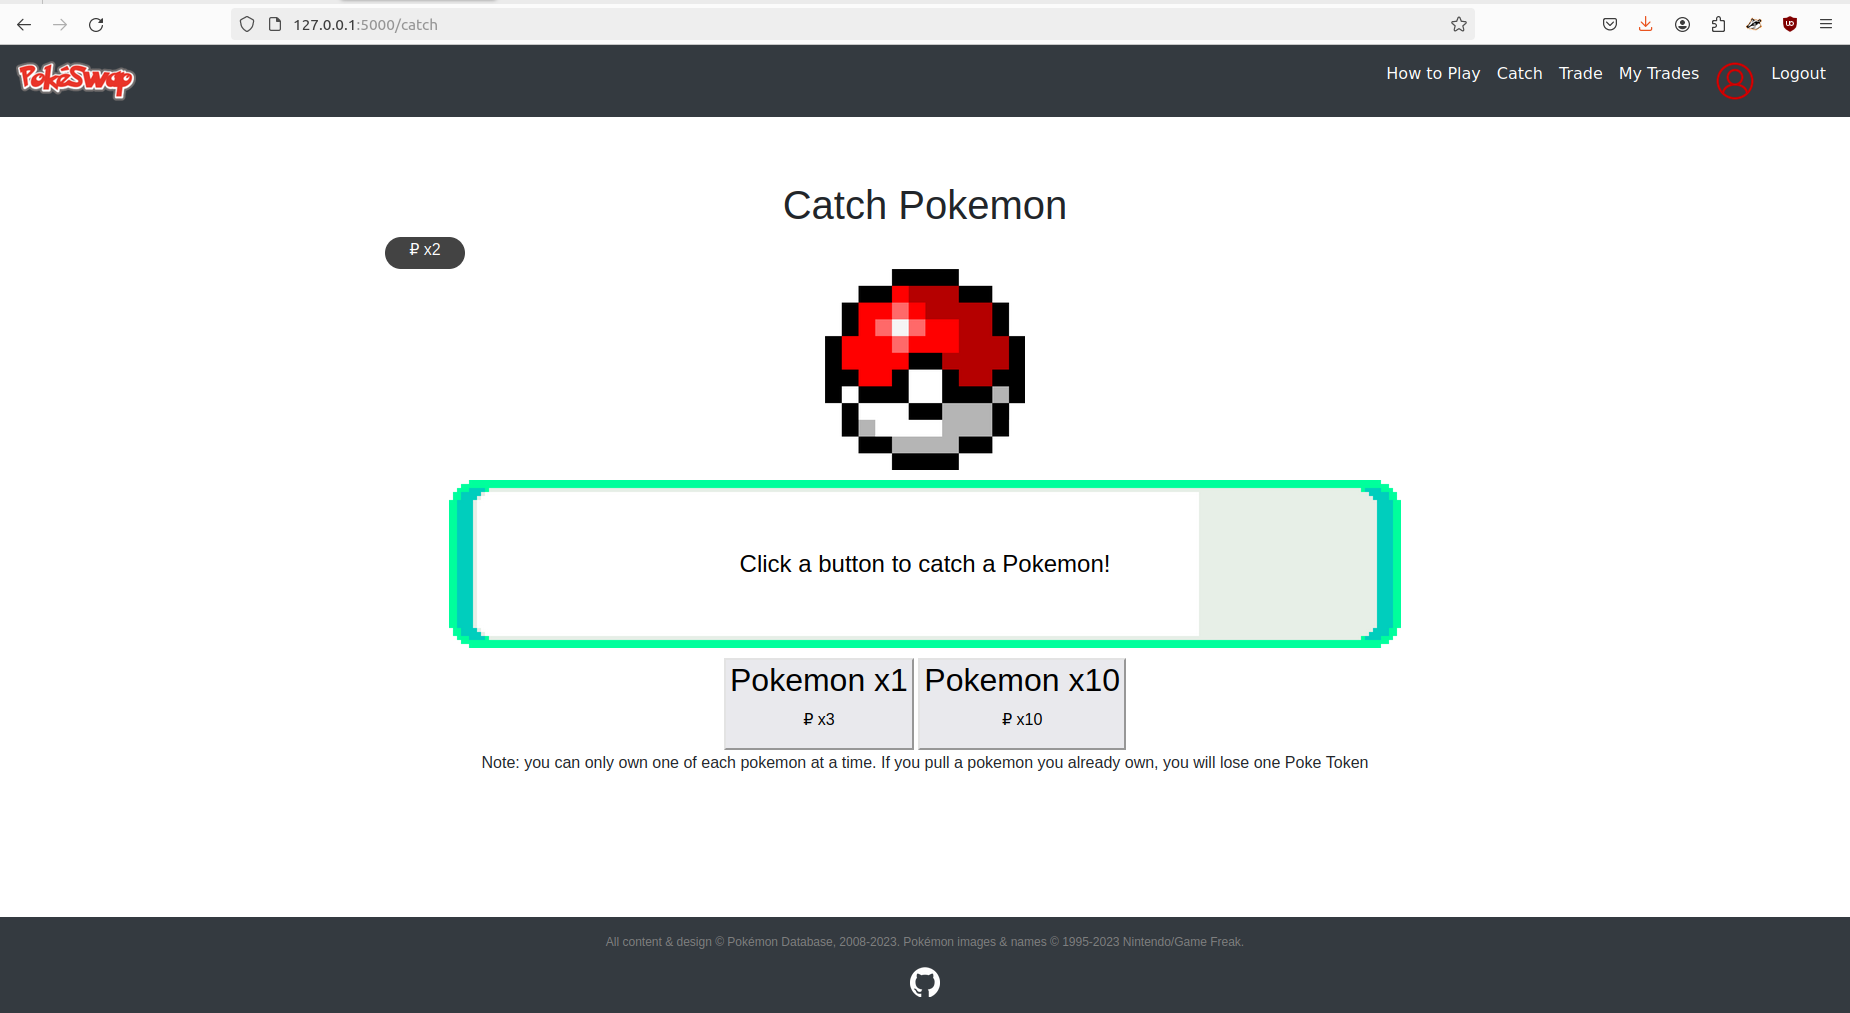 127.0.0.1:5000/catch
PokéSwap
How to Play Catch Trade My Trades Logout
Catch Pokemon
₽ x2
Click a button to catch a Pokemon!
Pokemon x1 Pokemon x10
₽ x3 ₽ x10
Note: you can only own one of each pokemon at a time. If you pull a pokemon you already own, you will lose one Poke Token
All content & design © Pokémon Database, 2008-2023. Pokémon images & names © 1995-2023 Nintendo/Game Freak.